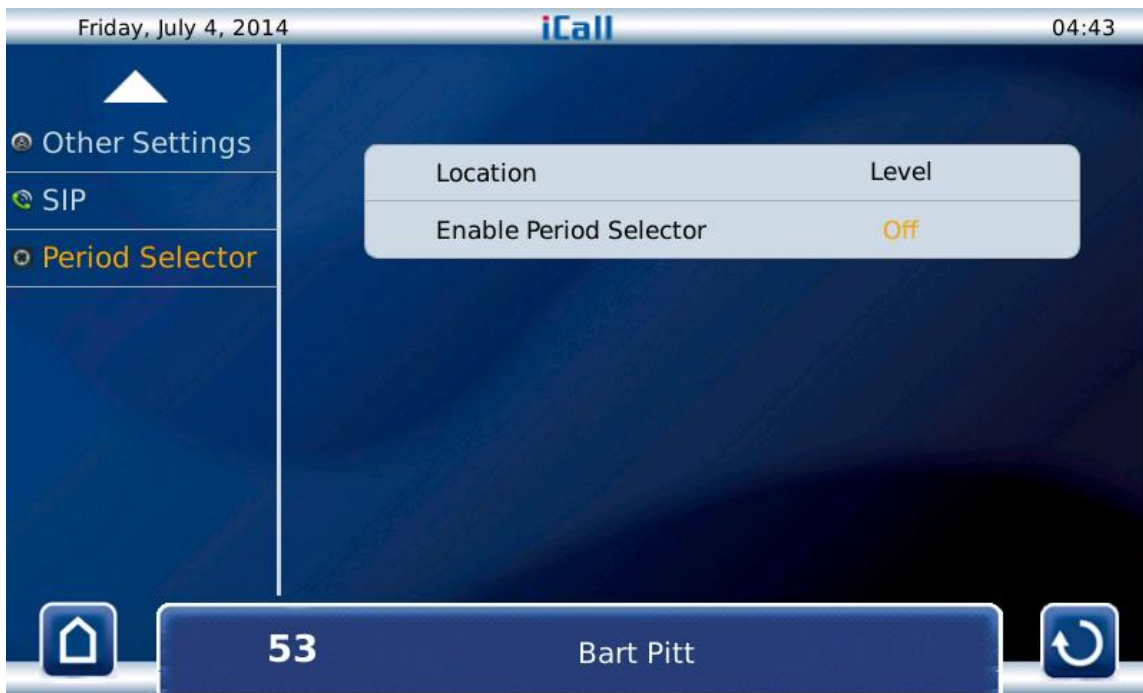 Friday, July 4, 2014 iCall 04:43
Other Settings
SIP
Period Selector
Location Level
Enable Period Selector Off
53 Bart Pitt